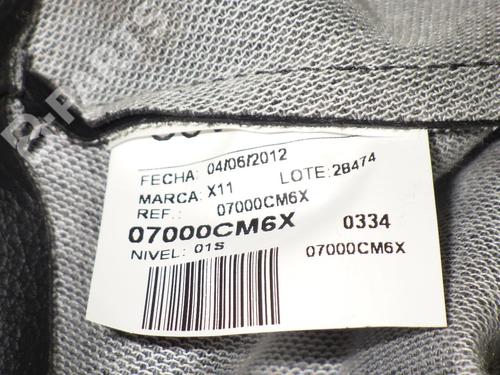 FECHA: 04/06/2012
MARCA: X11 LOTE: 28474
REF.: 07000CM6X
07000CM6X 0334
NIVEL: 01S 07000CM6X